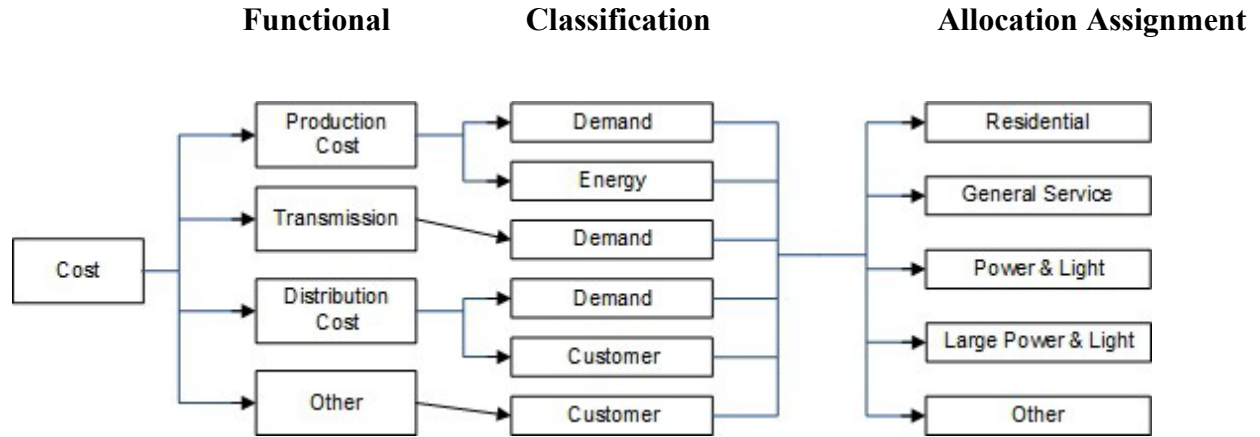 Functional Classification Allocation Assignment
Production
Cost
Demand
Residential
Energy
General Service
Transmission
Demand
Cost
Power & Light
Distribution
Cost
Demand
Customer
Large Power & Light
Other
Customer
Other